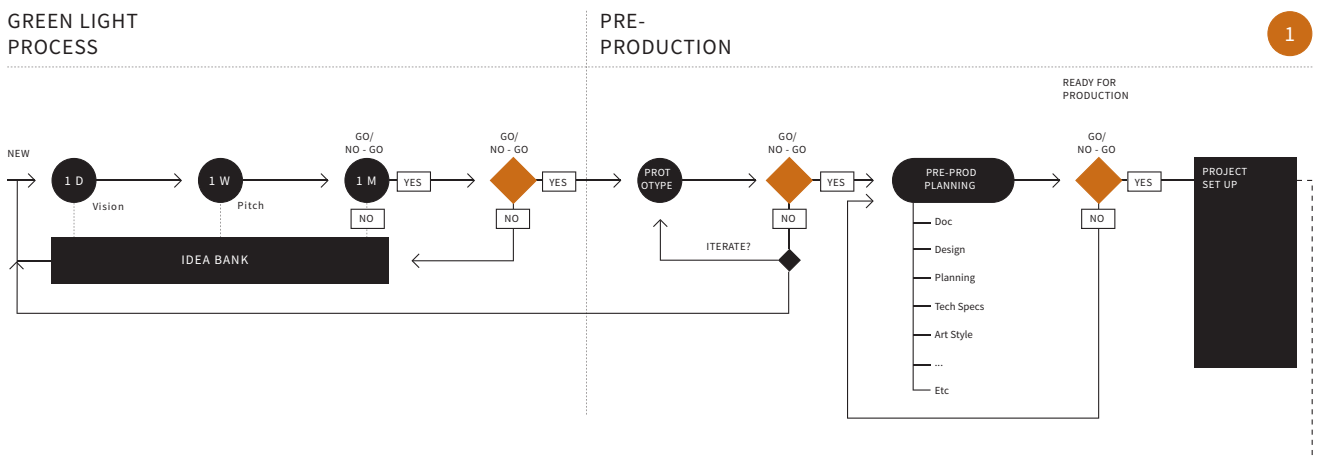 GREEN LIGHT
PROCESS
PRE-
PRODUCTION
1
READY FOR
PRODUCTION
NEW
1 D
Vision
1 W
Pitch
GO/
NO - GO
1 M
YES
NO
GO/
NO - GO
YES
NO
IDEA BANK
PROT
OTYPE
GO/
NO - GO
YES
NO
ITERATE?
PRE-PROD
PLANNING
Doc
Design
Planning
Tech Specs
Art Style
...
Etc
GO/
NO - GO
YES
NO
PROJECT
SET UP